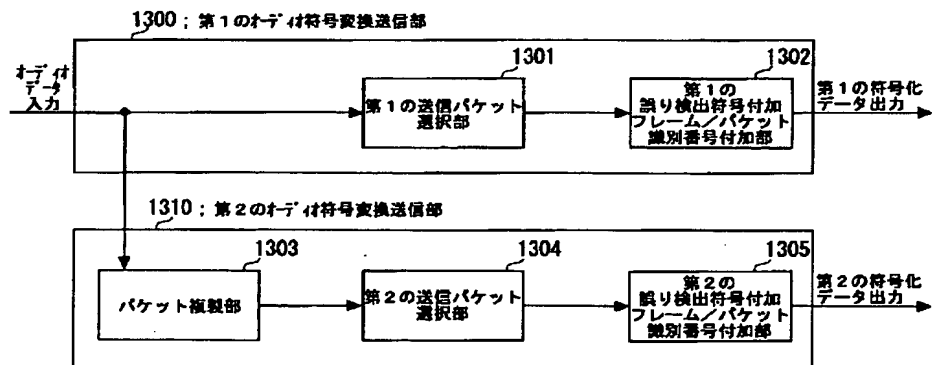 1300 ; 第1のオーディオ符号変換送信部
オーディオ
データ
入力
1301
第1の送信パケット
選択部
1302
第1の
誤り検出符号付加
フレーム/パケット
識別番号付加部
第1の符号化
データ出力
1310 ; 第2のオーディオ符号変換送信部
1303
パケット複製部
1304
第2の送信パケット
選択部
1305
第2の
誤り検出符号付加
フレーム/パケット
識別番号付加部
第2の符号化
データ出力